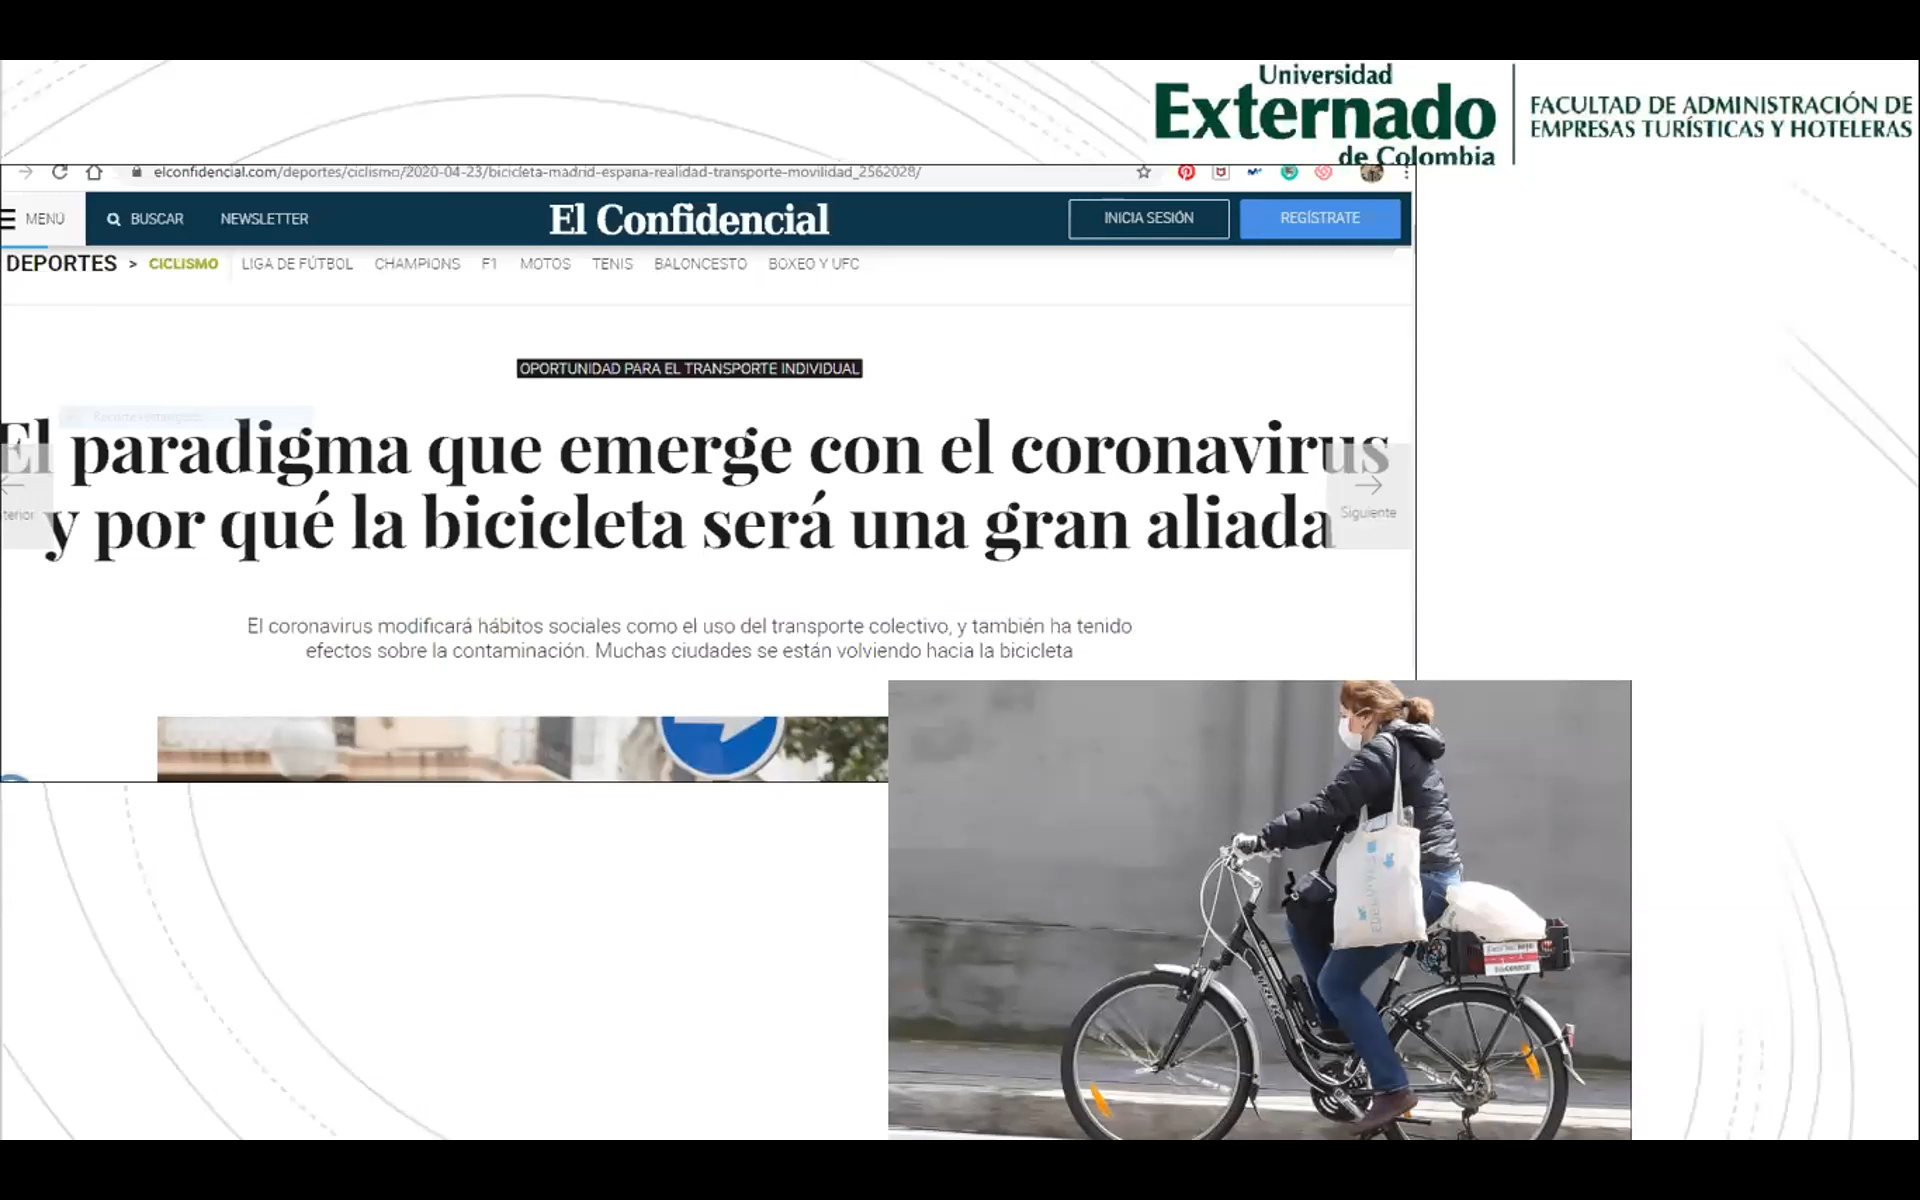 Universidad
Externado
de Colombia
FACULTAD DE ADMINISTRACIÓN DE
EMPRESAS TURÍSTICAS Y HOTELERAS
elconfidencial.com/deportes/ciclismo/2020-04-23/bicicleta-madrid-espana-realidad-transporte-movilidad_2562028/
MENÚ BUSCAR NEWSLETTER El Confidencial INICIA SESIÓN REGÍSTRATE
DEPORTES > CICLISMO LIGA DE FÚTBOL CHAMPIONS F1 MOTOS TENIS BALONCESTO BOXEO Y UFC
OPORTUNIDAD PARA EL TRANSPORTE INDIVIDUAL
El paradigma que emerge con el coronavirus
y por qué la bicicleta será una gran aliada
terior
Siguiente
El coronavirus modificará hábitos sociales como el uso del transporte colectivo, y también ha tenido
efectos sobre la contaminación. Muchas ciudades se están volviendo hacia la bicicleta